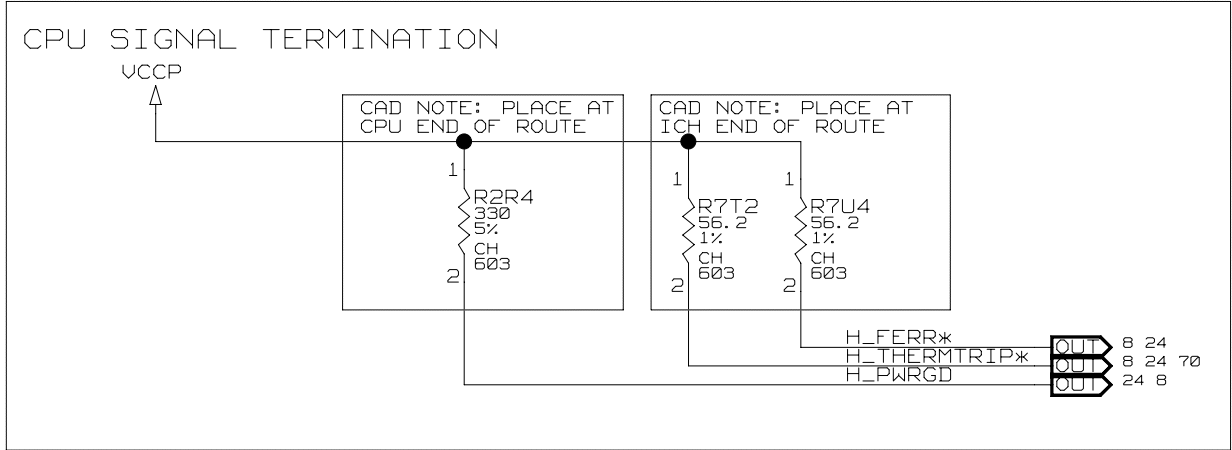 CPU SIGNAL TERMINATION
VCCP
CAD NOTE: PLACE AT
CPU END OF ROUTE
CAD NOTE: PLACE AT
ICH END OF ROUTE
1
R2R4
330
5%
CH
603
2
1
R7T2
56.2
1%
CH
603
2
1
R7U4
56.2
1%
CH
603
2
H_FERR* OUT 8 24
H_THERMTRIP* OUT 8 24 70
H_PWRGD OUT 24 8